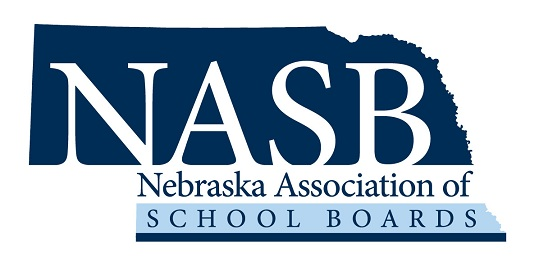 NASB
Nebraska Association of
SCHOOL BOARDS